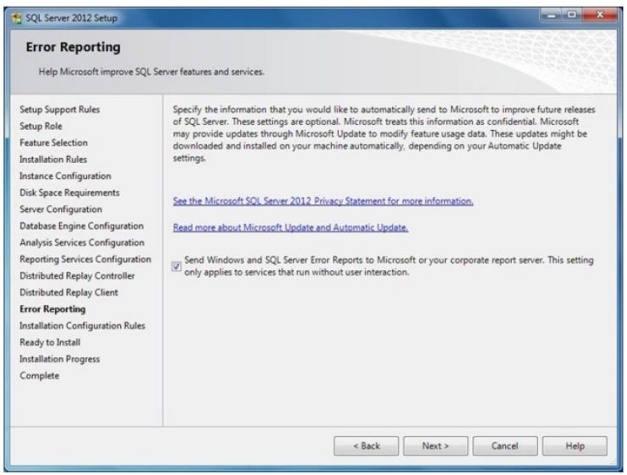 SQL Server 2012 Setup
Error Reporting
Help Microsoft improve SQL Server features and services.
Setup Support Rules
Setup Role
Feature Selection
Installation Rules
Instance Configuration
Disk Space Requirements
Server Configuration
Database Engine Configuration
Analysis Services Configuration
Reporting Services Configuration
Distributed Replay Controller
Distributed Replay Client
Error Reporting
Installation Configuration Rules
Ready to Install
Installation Progress
Complete
Specify the information that you would like to automatically send to Microsoft to improve future releases
of SQL Server. These settings are optional. Microsoft treats this information as confidential. Microsoft
may provide updates through Microsoft Update to modify feature usage data. These updates might be
downloaded and installed on your machine automatically, depending on your Automatic Update
settings.
See the Microsoft SQL Server 2012 Privacy Statement for more information.
Read more about Microsoft Update and Automatic Update.
Send Windows and SQL Server Error Reports to Microsoft or your corporate report server. This setting
only applies to services that run without user interaction.
< Back
Next >
Cancel
Help